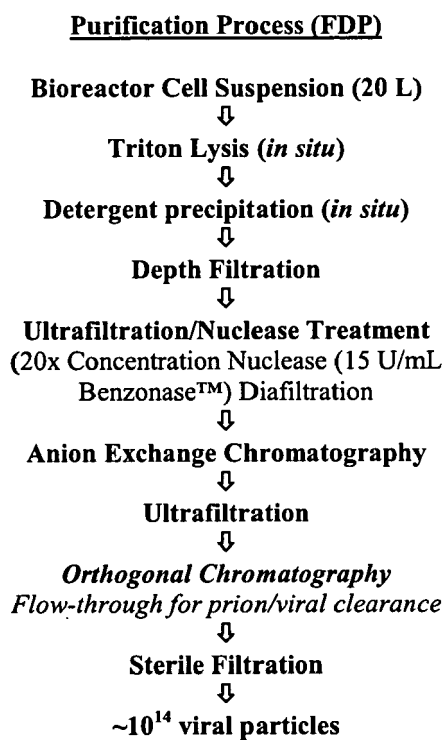 Purification Process (FDP)
Bioreactor Cell Suspension (20 L)
⇩
Triton Lysis (in situ)
⇩
Detergent precipitation (in situ)
⇩
Depth Filtration
⇩
Ultrafiltration/Nuclease Treatment
(20x Concentration Nuclease (15 U/mL
Benzonase™) Diafiltration
⇩
Anion Exchange Chromatography
⇩
Ultrafiltration
⇩
Orthogonal Chromatography
Flow-through for prion/viral clearance
⇩
Sterile Filtration
⇩
~10¹⁴ viral particles